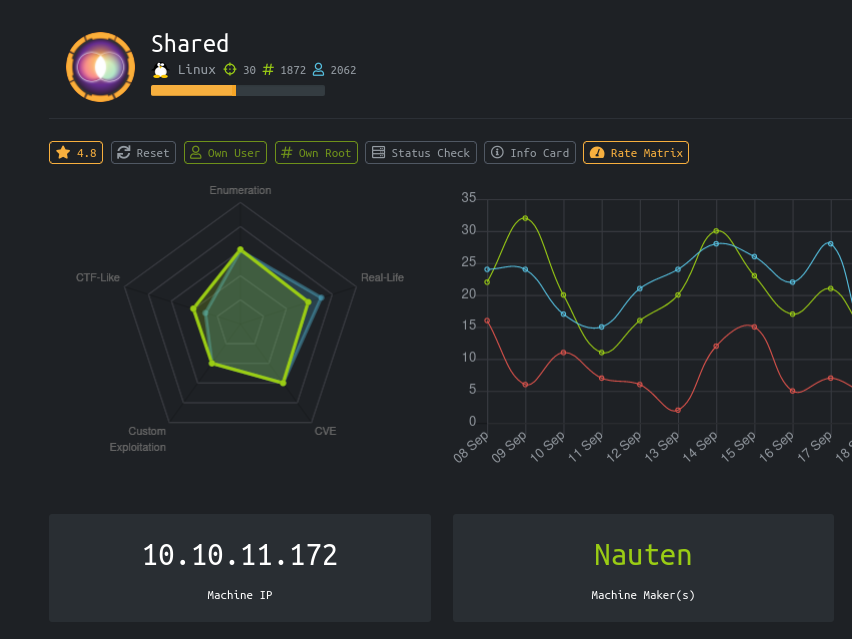 Shared
Linux 30 # 1872 2062
4.8 Reset Own User # Own Root Status Check Info Card Rate Matrix
Enumeration
CTF-Like
Real-Life
Custom
Exploitation
CVE
35
30
25
20
15
10
5
0
08 Sep 09 Sep 10 Sep 11 Sep 12 Sep 13 Sep 14 Sep 15 Sep 16 Sep 17 Sep 18
10.10.11.172
Machine IP
Nauten
Machine Maker(s)